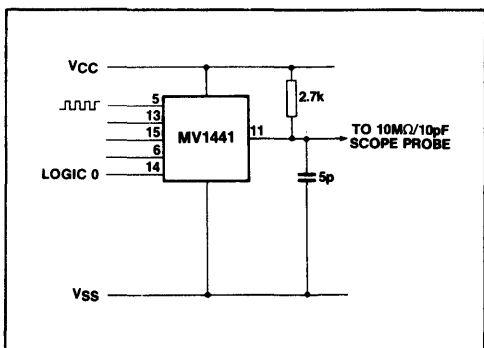 VCC
2.7k
5
13
15
6
14
MV1441
11
TO 10MΩ/10pF
SCOPE PROBE
LOGIC 0
5p
VSS